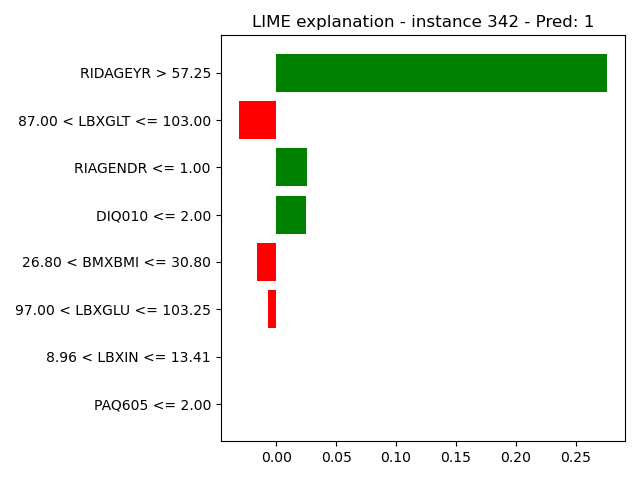 LIME explanation - instance 342 - Pred: 1
RIDAGEYR > 57.25
87.00 < LBXGLT <= 103.00
RIAGENDR <= 1.00
DIQ010 <= 2.00
26.80 < BMXBMI <= 30.80
97.00 < LBXGLU <= 103.25
8.96 < LBXIN <= 13.41
PAQ605 <= 2.00
0.00 0.05 0.10 0.15 0.20 0.25